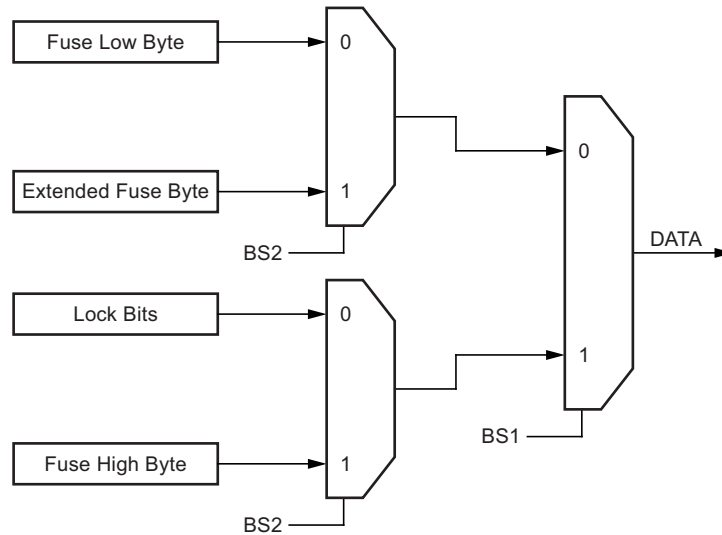 Fuse Low Byte
0
Extended Fuse Byte
1
BS2
0
DATA
Lock Bits
0
1
BS1
Fuse High Byte
1
BS2